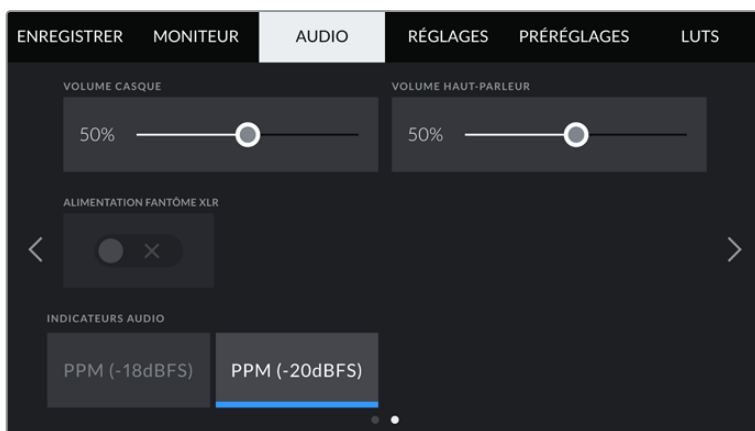 ENREGISTRER MONITEUR AUDIO RÉGLAGES PRÉRÉGLAGES LUTS
VOLUME CASQUE VOLUME HAUT-PARLEUR
50% 50%
ALIMENTATION FANTÔME XLR
INDICATEURS AUDIO
PPM (-18dBFS) PPM (-20dBFS)